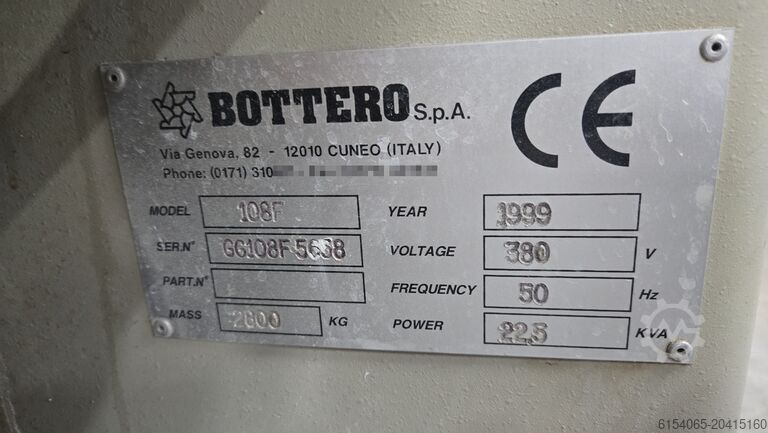 BOTTERO S.p.A.
CE
Via Genova, 82 - 12010 CUNEO (ITALY)
Phone: (0171) 310
MODEL 108F YEAR 1999
SER.N° GG108F 5638 VOLTAGE 380 V
PART.N° FREQUENCY 50 Hz
MASS 2800 KG POWER 22,5 KVA
6154065-20415160